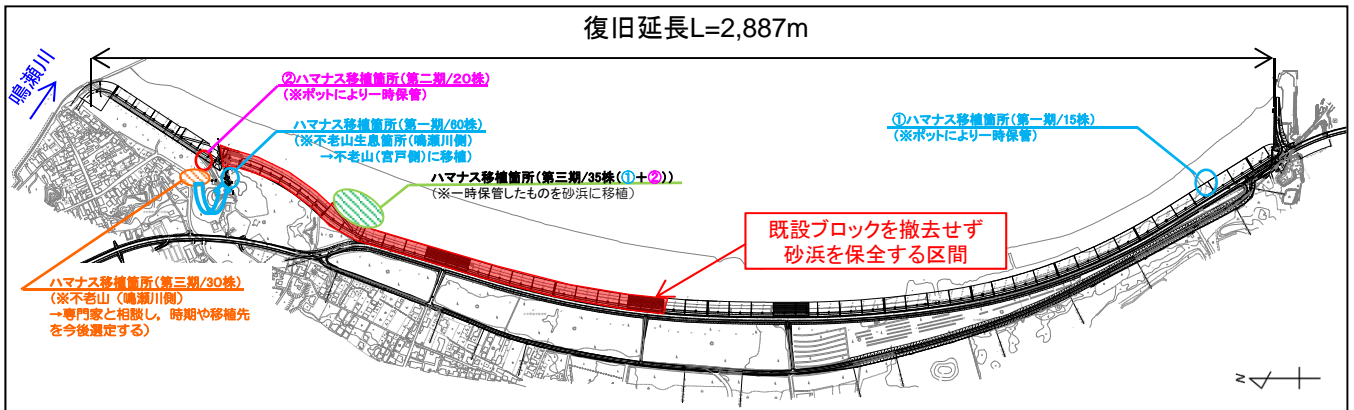 復旧延長L=2,887m
鳴瀬川
②ハマナス移植箇所(第二期/20株)
(※ポットにより一時保管)
ハマナス移植箇所(第一期/60株)
(※不老山生息箇所(鳴瀬川側)
→不老山(宮戸側)に移植)
①ハマナス移植箇所(第一期/15株)
(※ポットにより一時保管)
ハマナス移植箇所(第三期/35株(①+②))
(※一時保管したものを砂浜に移植)
既設ブロックを撤去せず
砂浜を保全する区間
ハマナス移植箇所(第三期/30株)
(※不老山（鳴瀬川側)
→専門家と相談し，時期や移植先
を今後選定する)
N